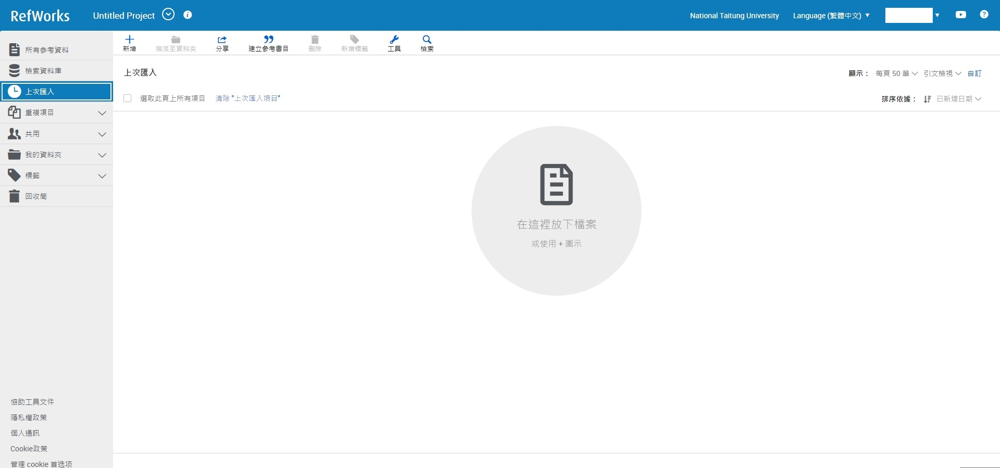 RefWorks Untitled Project National Taitung University Language (繁體中文)
新增 指派至資料夾 分享 建立參考書目 刪除 新增標籤 工具 檢索
所有參考資料
檢索資料庫
上次匯入
重複項目
共用
我的資料夾
標籤
回收筒
上次匯入
顯示： 每頁 50 筆 引文檢視 自訂
選取此頁上所有項目 清除 "上次匯入項目"
排序依據： 已新增日期
在這裡放下檔案
或使用 + 圖示
協助工具文件
隱私權政策
個人通訊
Cookie政策
管理 cookie 首选项